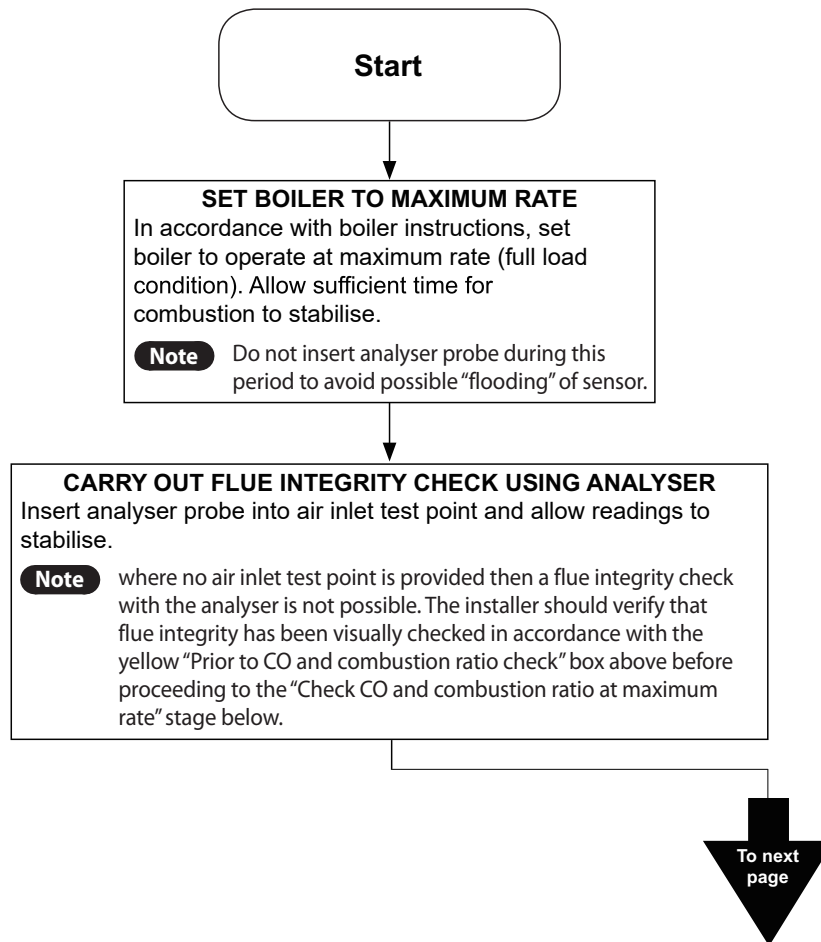 Start
SET BOILER TO MAXIMUM RATE
In accordance with boiler instructions, set
boiler to operate at maximum rate (full load
condition). Allow sufficient time for
combustion to stabilise.
Note Do not insert analyser probe during this
period to avoid possible “flooding” of sensor.
CARRY OUT FLUE INTEGRITY CHECK USING ANALYSER
Insert analyser probe into air inlet test point and allow readings to
stabilise.
Note where no air inlet test point is provided then a flue integrity check
with the analyser is not possible. The installer should verify that
flue integrity has been visually checked in accordance with the
yellow “Prior to CO and combustion ratio check” box above before
proceeding to the “Check CO and combustion ratio at maximum
rate” stage below.
To next
page